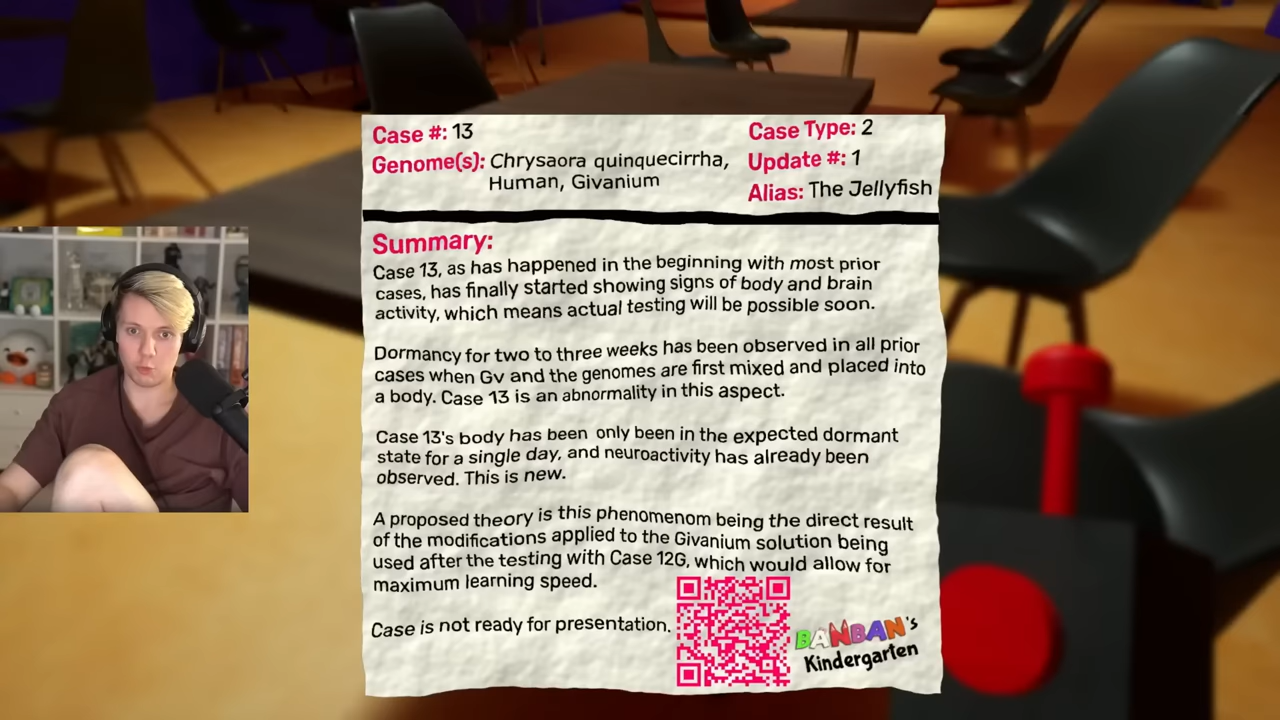 Case #: 13
Case Type: 2
Genome(s): Chrysaora quinquecirrha,
Human, Givanium
Update #: 1
Alias: The Jellyfish
Summary:
Case 13, as has happened in the beginning with most prior
cases, has finally started showing signs of body and brain
activity, which means actual testing will be possible soon.
Dormancy for two to three weeks has been observed in all prior
cases when Gv and the genomes are first mixed and placed into
a body. Case 13 is an abnormality in this aspect.
Case 13's body has been only been in the expected dormant
state for a single day, and neuroactivity has already been
observed. This is new.
A proposed theory is this phenomenom being the direct result
of the modifications applied to the Givanium solution being
used after the testing with Case 12G, which would allow for
maximum learning speed.
Case is not ready for presentation.
BANBAN's
Kindergarten